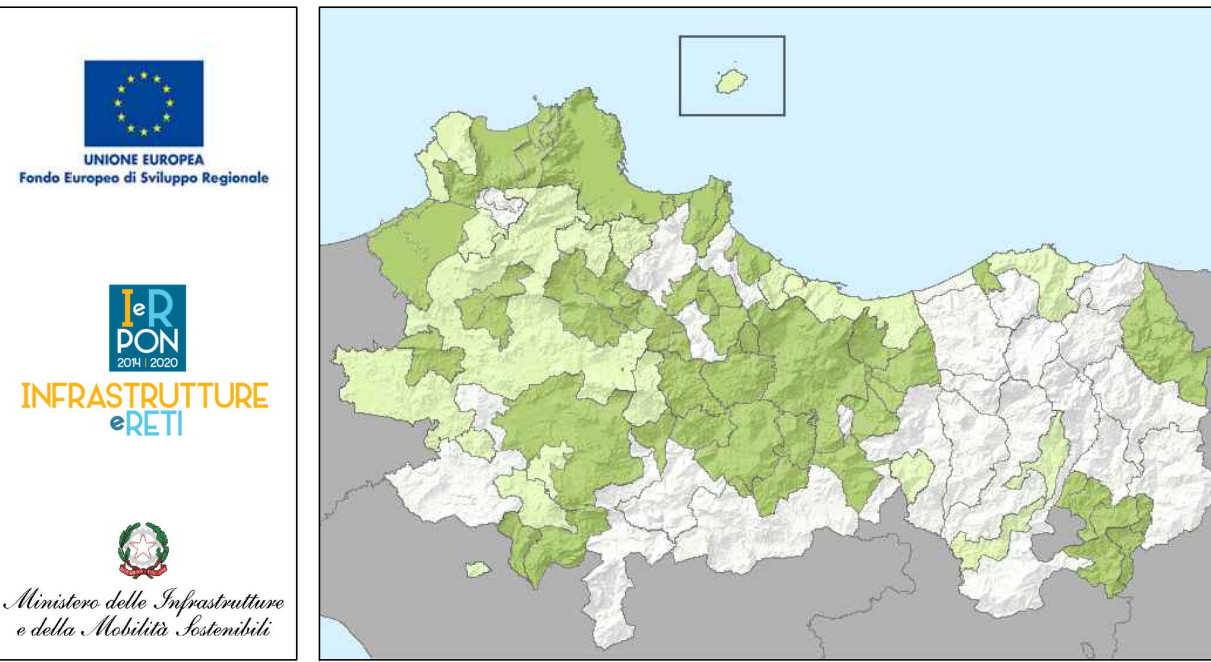 UNIONE EUROPEA
Fondo Europeo di Sviluppo Regionale
IeR
PON
2014 | 2020
INFRASTRUTTURE
eRETI
Ministero delle Infrastrutture
e della Mobilità Sostenibili